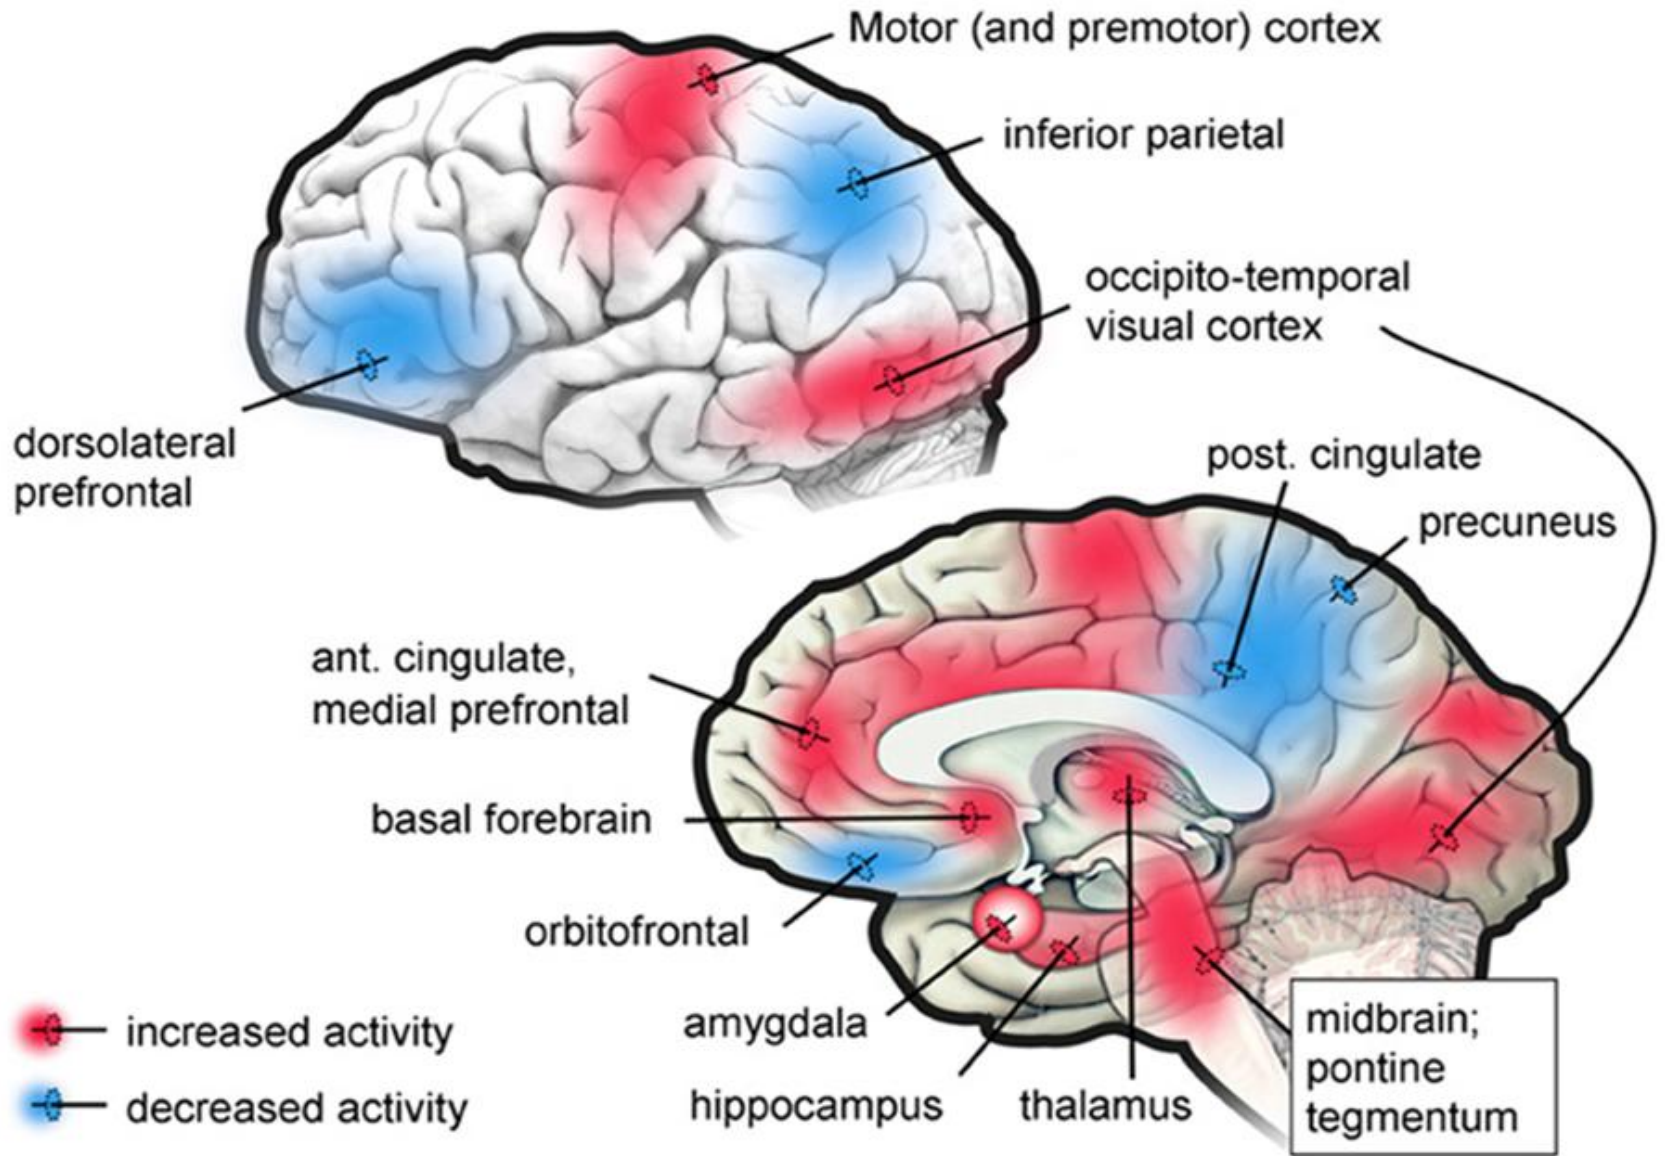 Motor (and premotor) cortex
inferior parietal
occipito-temporal
visual cortex
dorsolateral
prefrontal
post. cingulate
precuneus
ant. cingulate,
medial prefrontal
basal forebrain
orbitofrontal
amygdala
hippocampus
thalamus
midbrain;
pontine
tegmentum
increased activity
decreased activity